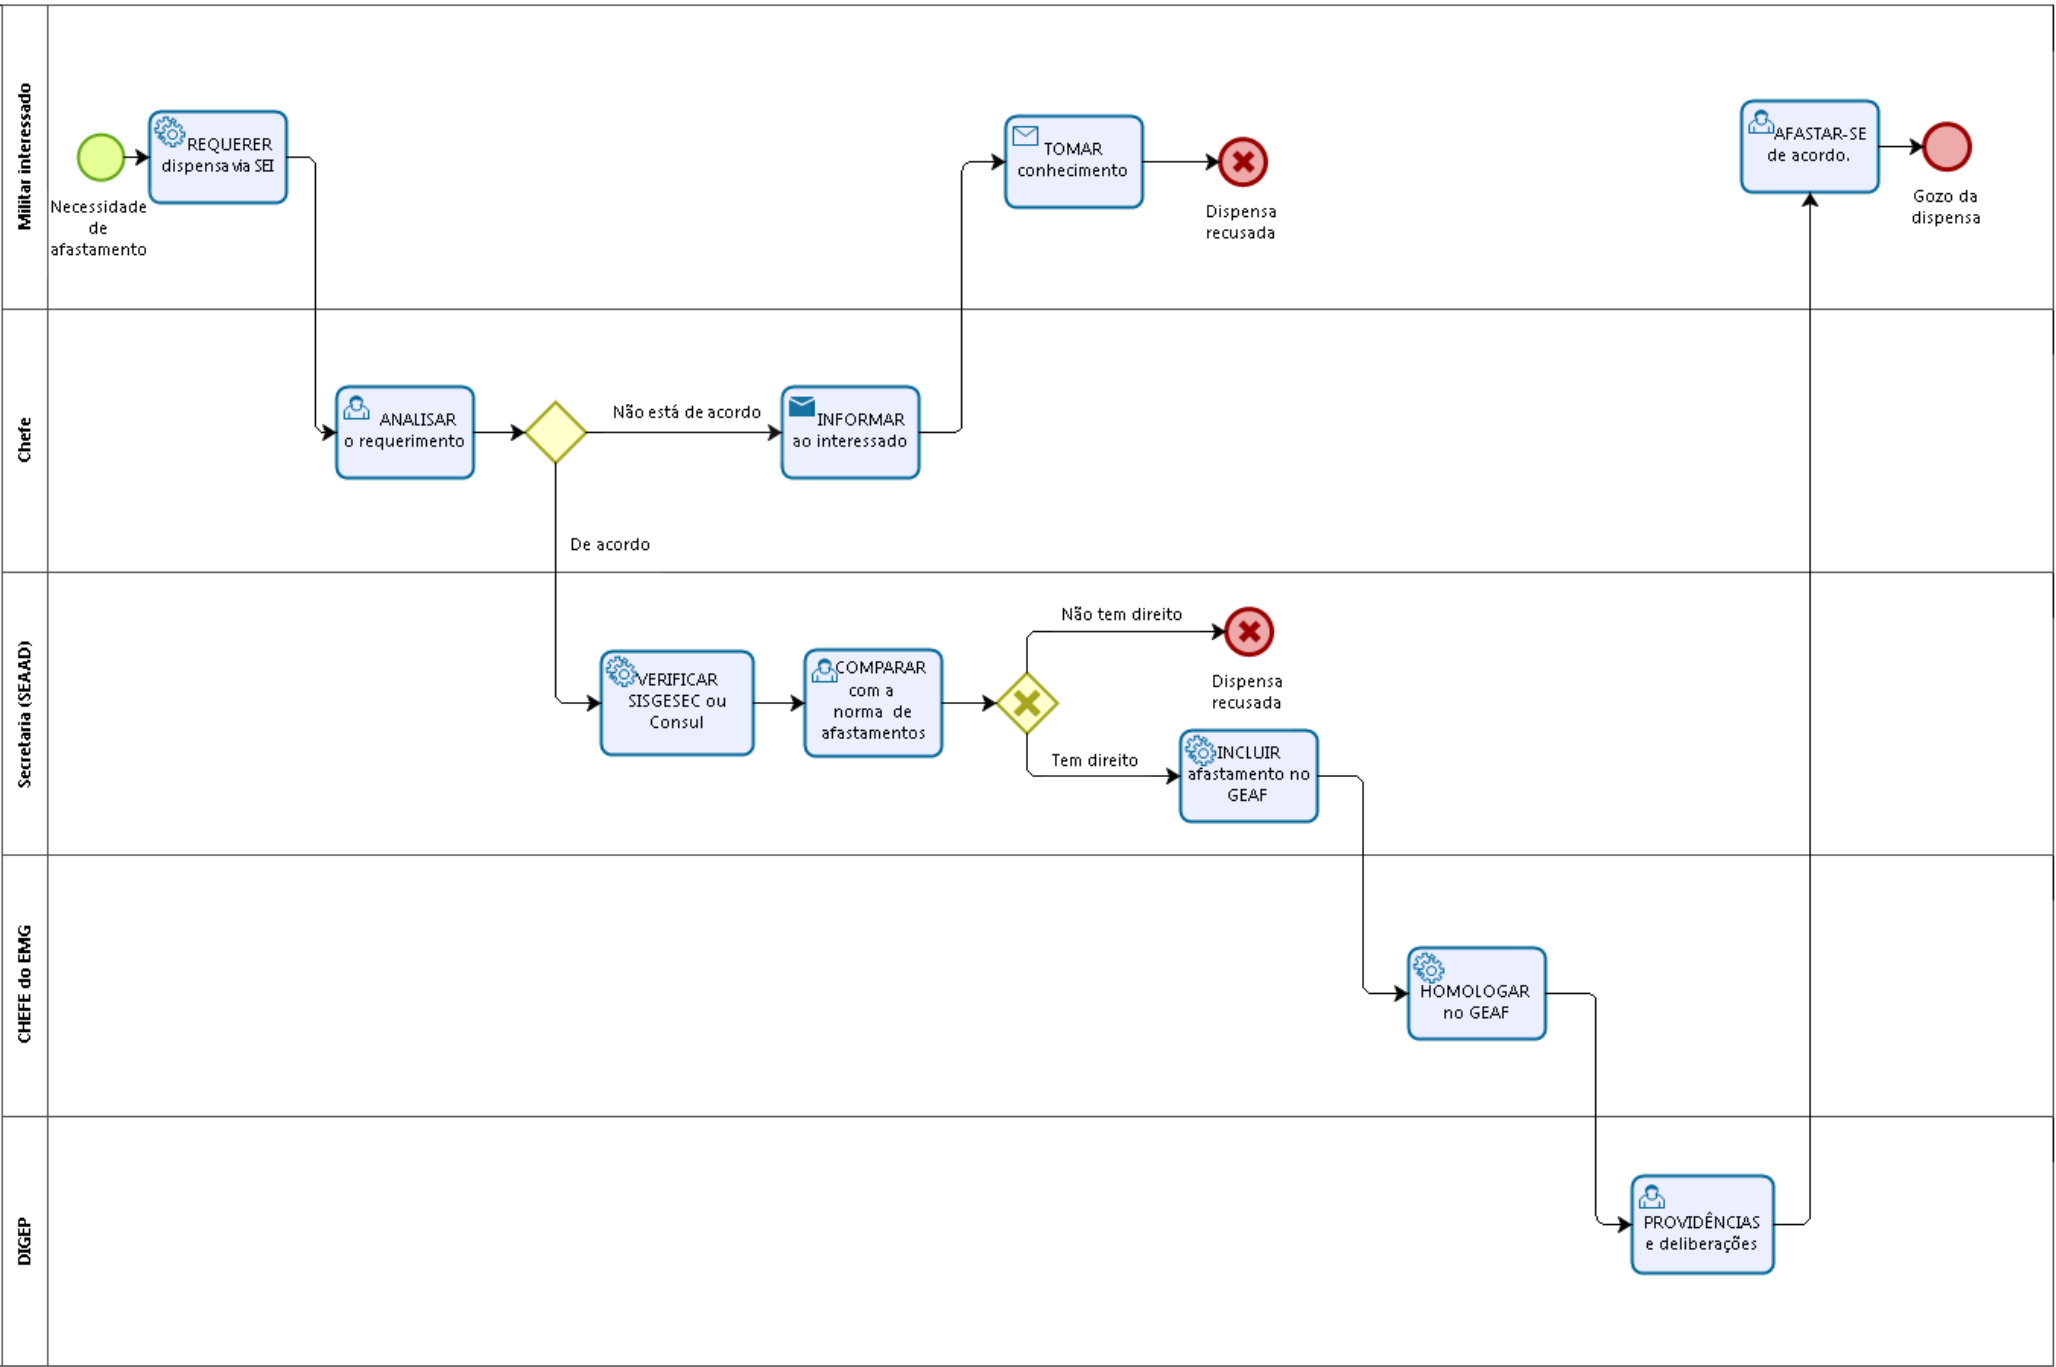 Militar interessado
Necessidade
de
afastamento
REQUERER
dispensa via SEI
TOMAR
conhecimento
Dispensa
recusada
AFASTAR-SE
de acordo.
Gozo da
dispensa
Chefe
ANALISAR
o requerimento
Não está de acordo
INFORMAR
ao interessado
De acordo
Secretaria (SEAAD)
VERIFICAR
SISGESEC ou
Consul
COMPARAR
com a
norma de
afastamentos
Não tem direito
Dispensa
recusada
Tem direito
INCLUIR
afastamento no
GEAF
CHEFE do EMG
HOMOLOGAR
no GEAF
DIGEP
PROVIDÊNCIAS
e deliberações